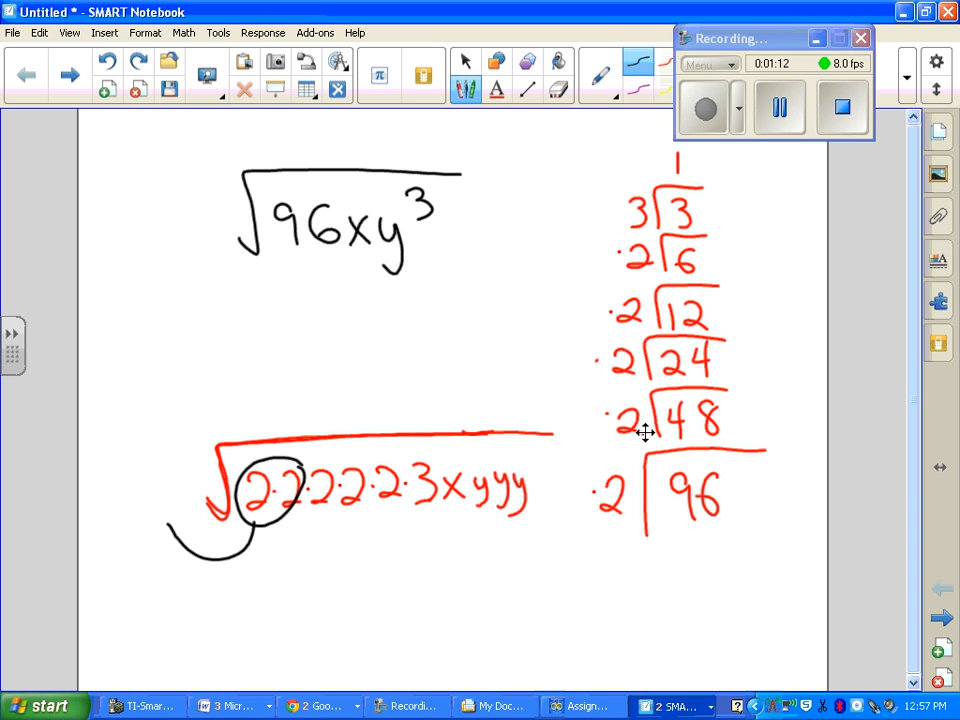 Untitled * - SMART Notebook
File Edit View Insert Format Math Tools Response Add-ons Help
Recording...
Menu 0:01:12 8.0 fps
√96xy³
1
3 √3
·2 √6
·2 √12
·2 √24
·2 √48
·2 √96
√2·2·2·2·2·3xyyy
start TI-Smar... 3 Micr... 2 Goo... Recordi... My Doc... Assign... 2 SMA... 12:57 PM